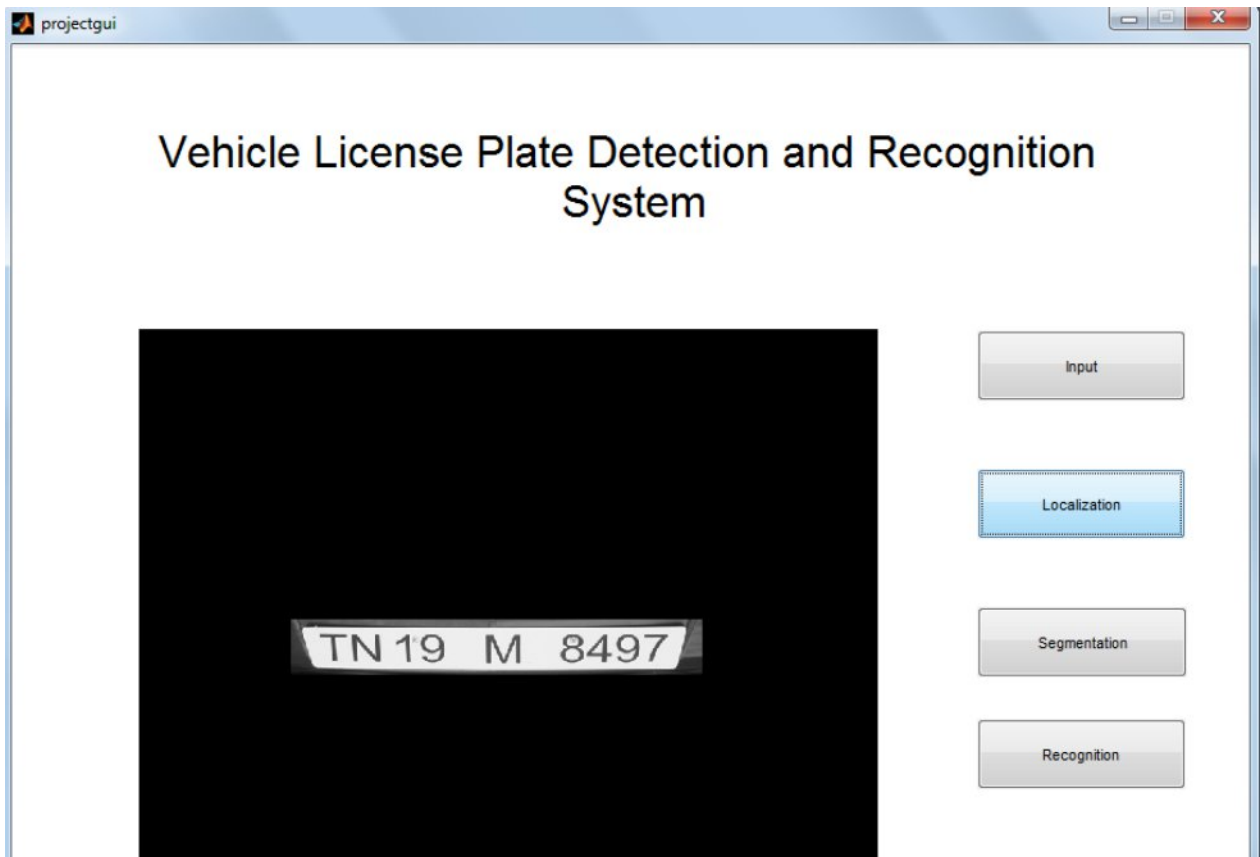 projectgui
Vehicle License Plate Detection and Recognition
System
Input
Localization
TN 19 M 8497
Segmentation
Recognition